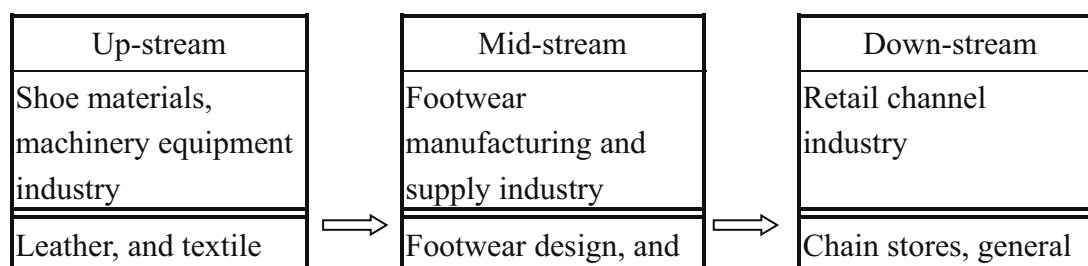 Up-stream
Shoe materials,
machinery equipment
industry
Leather, and textile
Mid-stream
Footwear
manufacturing and
supply industry
Footwear design, and
Down-stream
Retail channel
industry
Chain stores, general